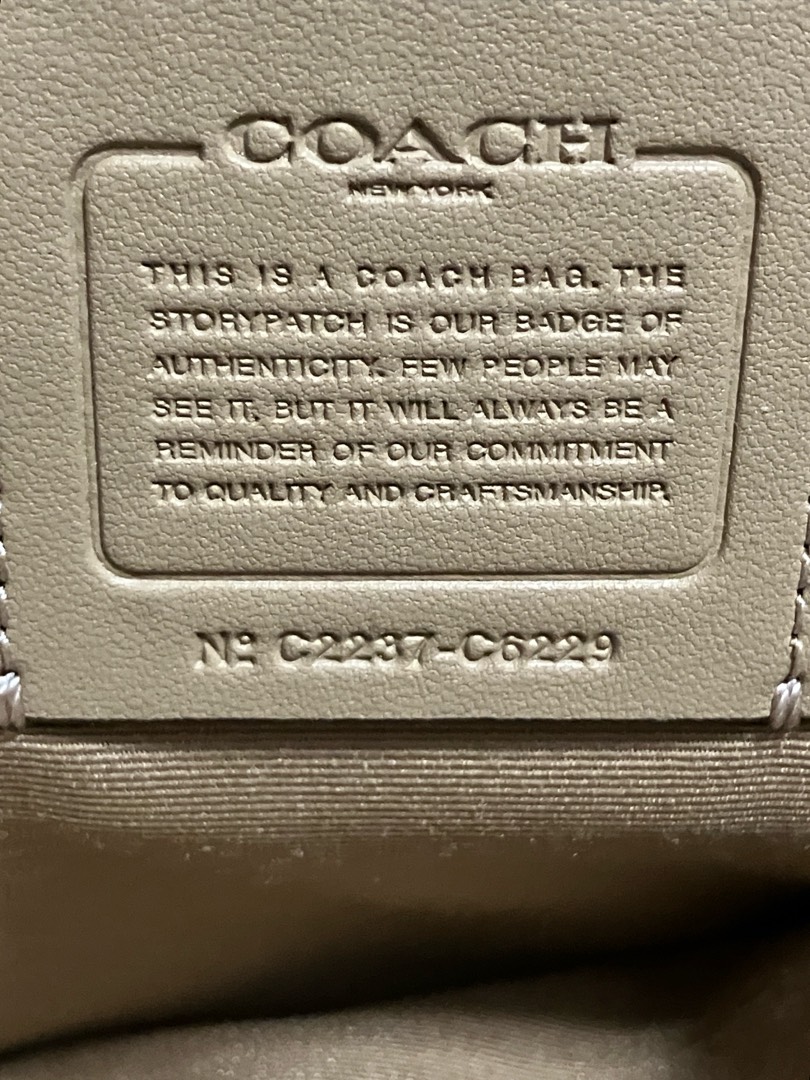 COACH
NEW YORK
THIS IS A COACH BAG. THE
STORYPATCH IS OUR BADGE OF
AUTHENTICITY. FEW PEOPLE MAY
SEE IT, BUT IT WILL ALWAYS BE A
REMINDER OF OUR COMMITMENT
TO QUALITY AND CRAFTSMANSHIP.
Nº C2237-C6229